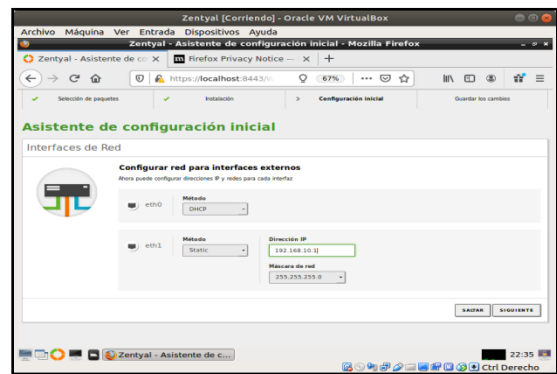 Zentyal [Corriendo] - Oracle VM VirtualBox
Archivo Máquina Ver Entrada Dispositivos Ayuda
Zentyal - Asistente de configuración inicial - Mozilla Firefox
Zentyal - Asistente de co
Firefox Privacy Notice —
https://localhost:8443/
67%
Selección de paquetes
Instalación
Configuración inicial
Guardar los cambios
Asistente de configuración inicial
Interfaces de Red
Configurar red para interfaces externos
Ahora puede configurar direcciones IP y redes para cada interfaz
eth0
Método
DHCP
eth1
Método
Static
Dirección IP
192.168.10.1
Máscara de red
255.255.255.0
SALTAR
SIGUIENTE
Zentyal - Asistente de c...
22:35
Ctrl Derecho